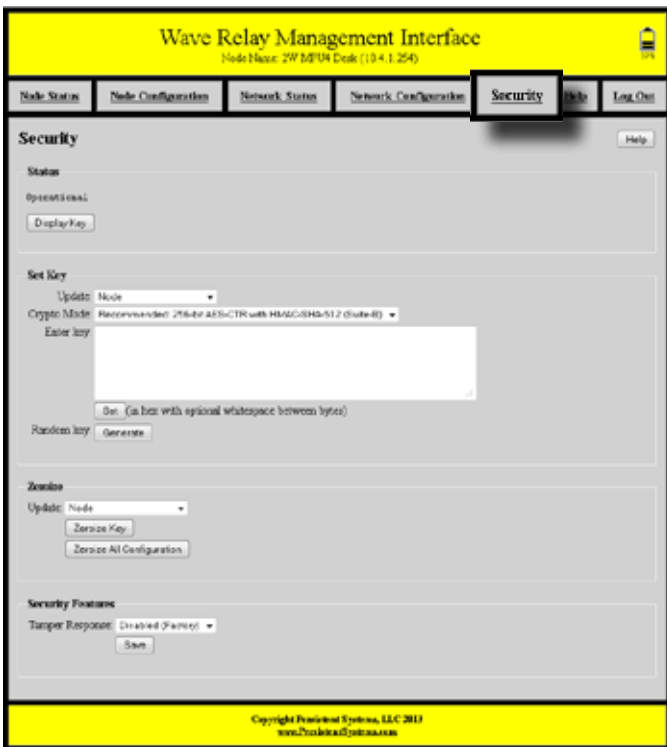 Wave Relay Management Interface
Node Name: 2W MPU4 Desk (10.4.1.254)
Node Status Node Configuration Network Status Network Configuration Security Help Log Out
Security
Help
Status
Operational
Display Key
Set Key
Update: Node
Crypto Mode: Recommended: 256-bit AES-CTR with HMAC-SHA-512 (Suite-B)
Enter key:
Set (in hex with optional whitespace between bytes)
Random key: Generate
Zeroize
Update: Node
Zeroize Key
Zeroize All Configuration
Security Features
Tamper Response: Disabled (Factory)
Save
Copyright Persistent Systems, LLC 2013
www.PersistentSystems.com